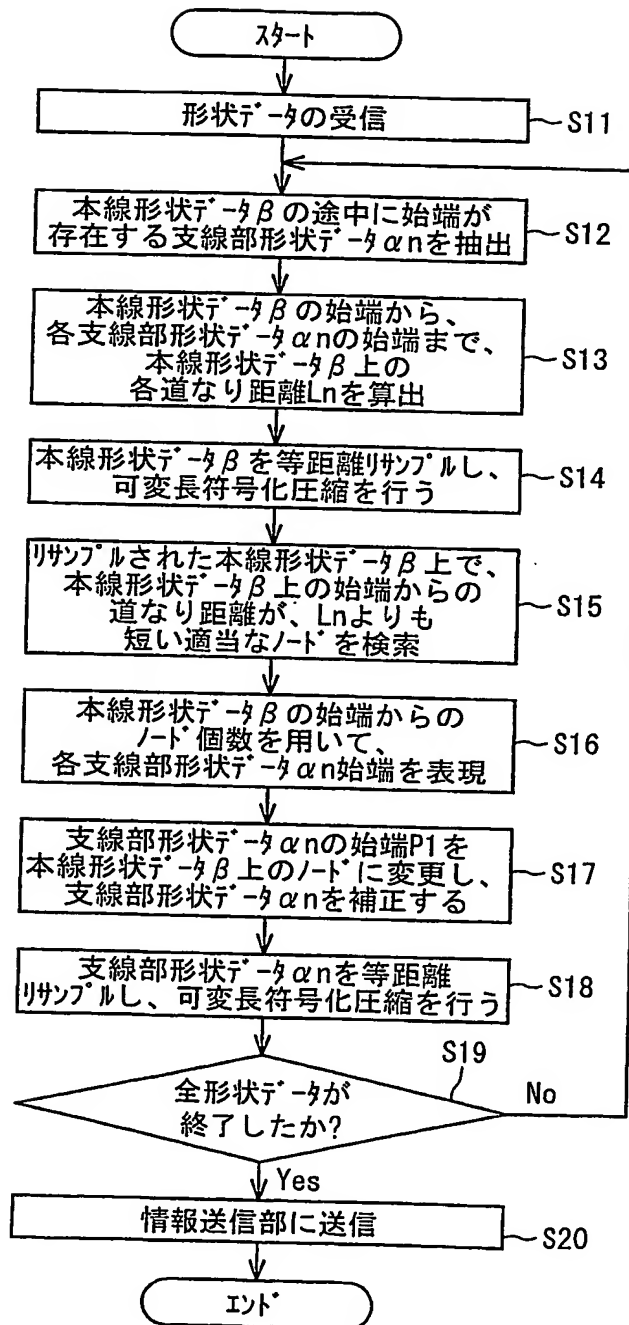 スタート
形状ﾃﾞｰﾀの受信
S11
本線形状ﾃﾞｰﾀβの途中に始端が
存在する支線部形状ﾃﾞｰﾀαnを抽出
S12
本線形状ﾃﾞｰﾀβの始端から、
各支線部形状ﾃﾞｰﾀαnの始端まで、
本線形状ﾃﾞｰﾀβ上の
各道なり距離Lnを算出
S13
本線形状ﾃﾞｰﾀβを等距離ﾘｻﾝﾌﾟﾙし、
可変長符号化圧縮を行う
S14
ﾘｻﾝﾌﾟﾙされた本線形状ﾃﾞｰﾀβ上で、
本線形状ﾃﾞｰﾀβ上の始端からの
道なり距離が、Lnよりも
短い適当なﾉｰﾄﾞを検索
S15
本線形状ﾃﾞｰﾀβの始端からの
ﾉｰﾄﾞ個数を用いて、
各支線部形状ﾃﾞｰﾀαn始端を表現
S16
支線部形状ﾃﾞｰﾀαnの始端P1を
本線形状ﾃﾞｰﾀβ上のﾉｰﾄﾞに変更し、
支線部形状ﾃﾞｰﾀαnを補正する
S17
支線部形状ﾃﾞｰﾀαnを等距離
ﾘｻﾝﾌﾟﾙし、可変長符号化圧縮を行う
S18
S19
全形状ﾃﾞｰﾀが
終了したか?
No
Yes
情報送信部に送信
S20
ｴﾝﾄﾞ